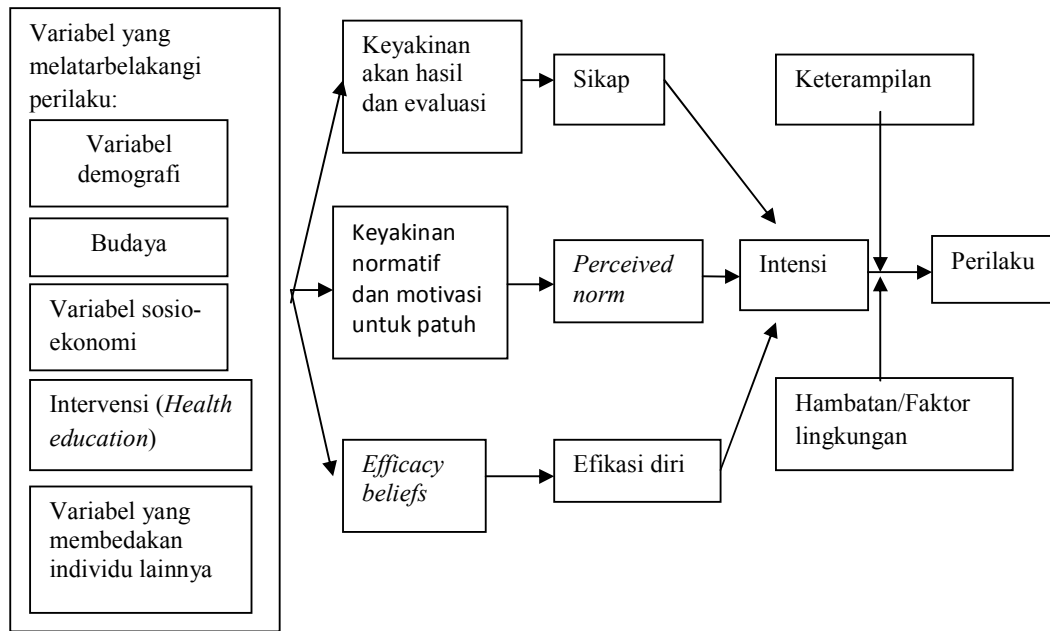 Variabel yang
melatarbelakangi
perilaku:
Variabel
demografi
Budaya
Variabel sosio-
ekonomi
Intervensi (Health
education)
Variabel yang
membedakan
individu lainnya
Keyakinan
akan hasil
dan evaluasi
Sikap
Keyakinan
normatif
dan motivasi
untuk patuh
Perceived
norm
Efficacy
beliefs
Efikasi diri
Intensi
Keterampilan
Hambatan/Faktor
lingkungan
Perilaku